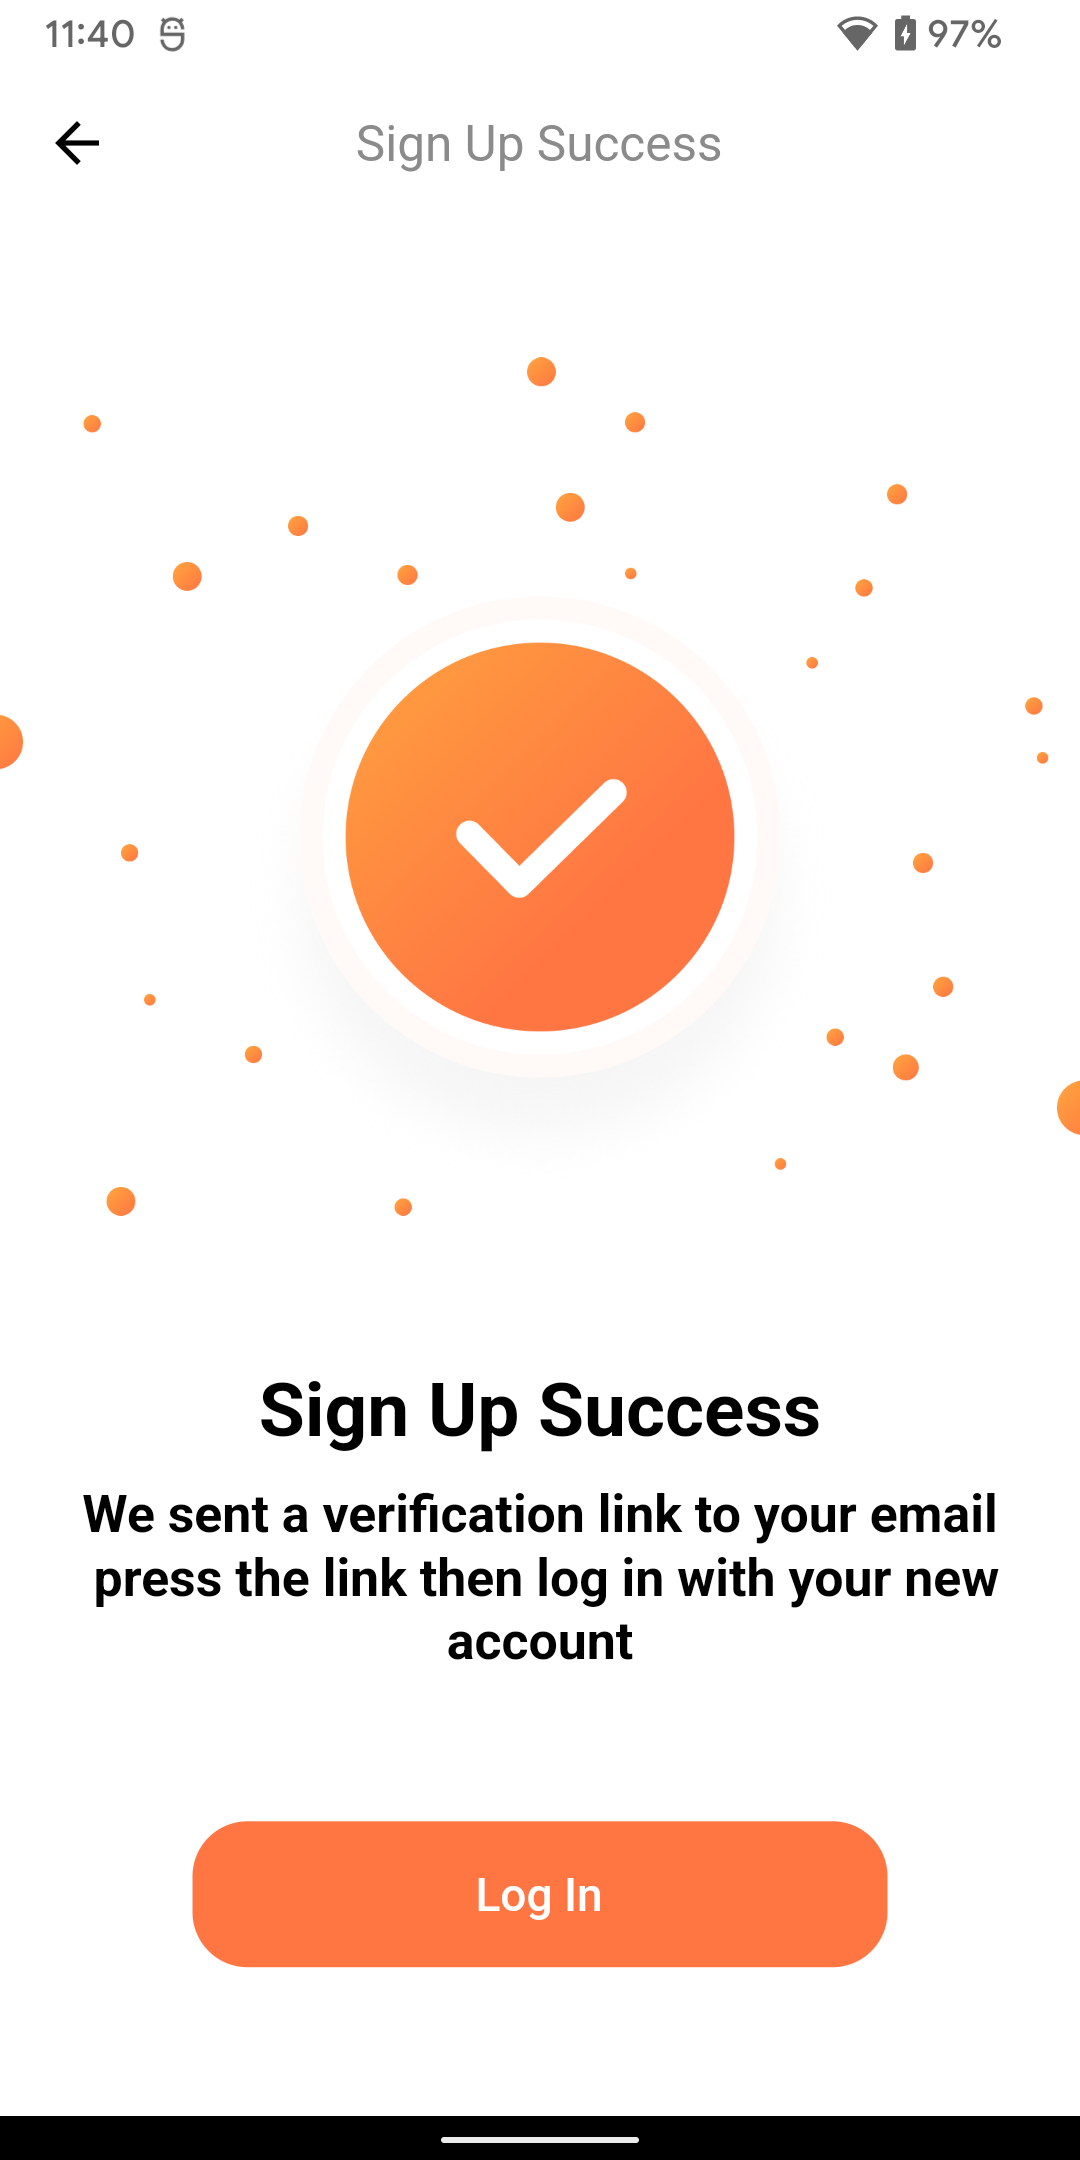 11:40
97%
Sign Up Success
Sign Up Success
We sent a verification link to your email
press the link then log in with your new
account
Log In